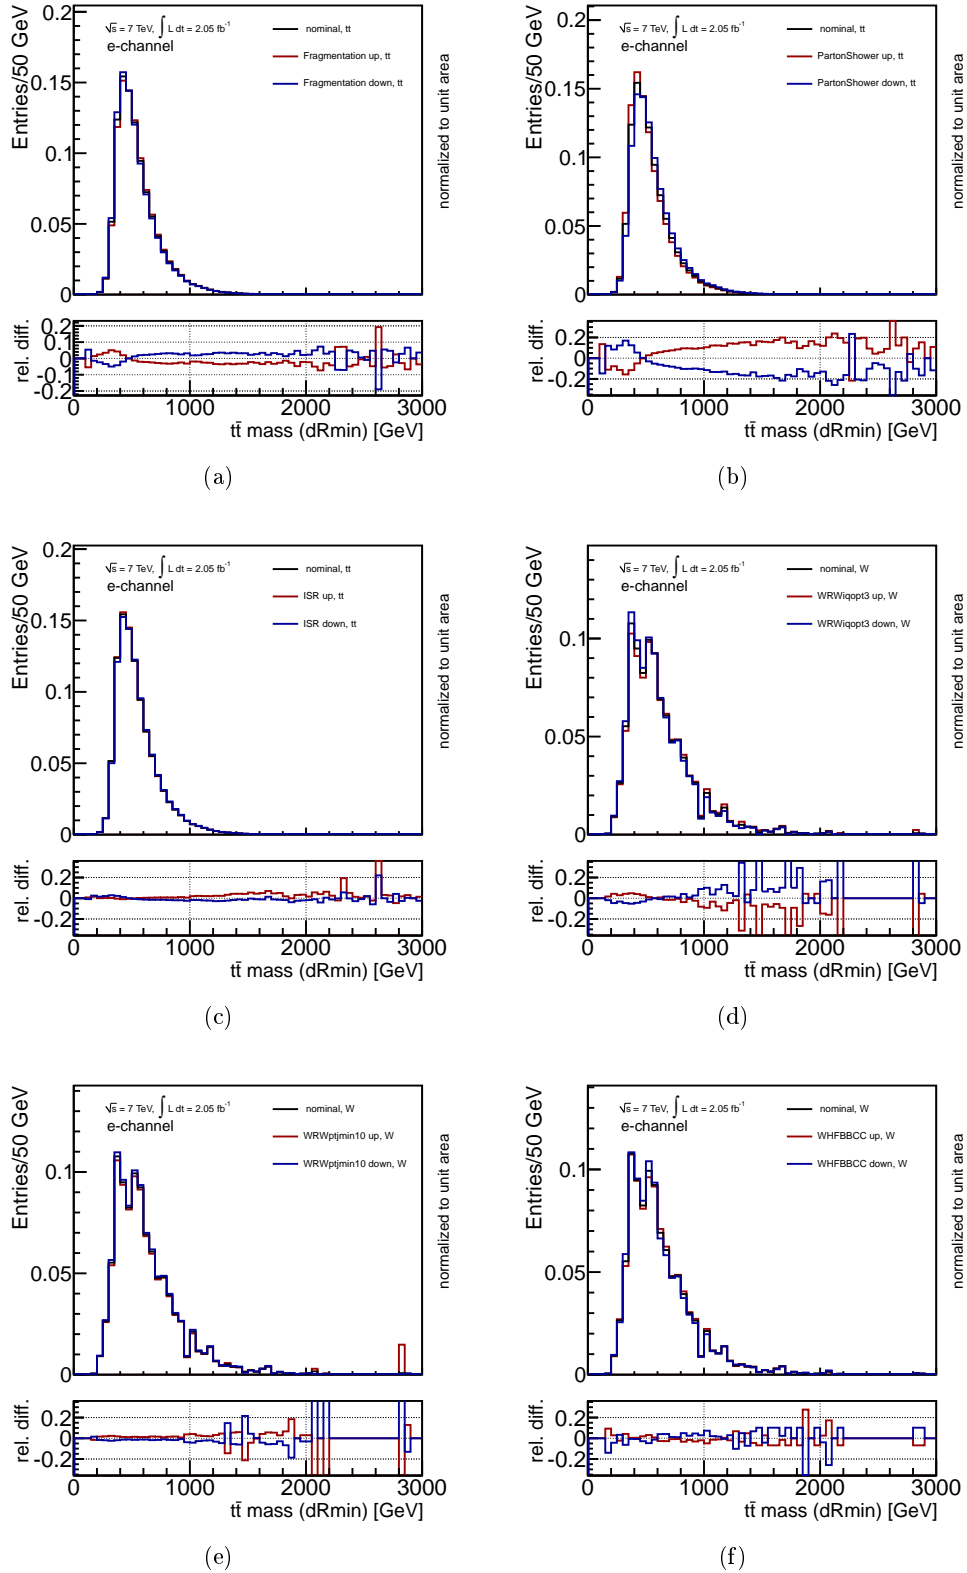 0.2
0.15
0.1
0.05
0
Entries/50 GeV
√s = 7 TeV, ∫ L dt = 2.05 fb⁻¹
e-channel
nominal, tt
Fragmentation up, tt
Fragmentation down, tt
normalized to unit area
0.2
0.1
0
-0.1
-0.2
rel. diff.
0 1000 2000 3000
tt̄ mass (dRmin) [GeV]
(a)
0.2
0.15
0.1
0.05
0
Entries/50 GeV
√s = 7 TeV, ∫ L dt = 2.05 fb⁻¹
e-channel
nominal, tt
PartonShower up, tt
PartonShower down, tt
normalized to unit area
0.2
0
-0.2
rel. diff.
0 1000 2000 3000
tt̄ mass (dRmin) [GeV]
(b)
0.2
0.15
0.1
0.05
0
Entries/50 GeV
√s = 7 TeV, ∫ L dt = 2.05 fb⁻¹
e-channel
nominal, tt
ISR up, tt
ISR down, tt
normalized to unit area
0.2
0
-0.2
rel. diff.
0 1000 2000 3000
tt̄ mass (dRmin) [GeV]
(c)
0.1
0.05
0
Entries/50 GeV
√s = 7 TeV, ∫ L dt = 2.05 fb⁻¹
e-channel
nominal, W
WRWiqopt3 up, W
WRWiqopt3 down, W
normalized to unit area
0.2
0
-0.2
rel. diff.
0 1000 2000 3000
tt̄ mass (dRmin) [GeV]
(d)
0.1
0.05
0
Entries/50 GeV
√s = 7 TeV, ∫ L dt = 2.05 fb⁻¹
e-channel
nominal, W
WRWptjmin10 up, W
WRWptjmin10 down, W
normalized to unit area
0.2
0
-0.2
rel. diff.
0 1000 2000 3000
tt̄ mass (dRmin) [GeV]
(e)
0.1
0.05
0
Entries/50 GeV
√s = 7 TeV, ∫ L dt = 2.05 fb⁻¹
e-channel
nominal, W
WHFBBCC up, W
WHFBBCC down, W
normalized to unit area
0.2
0
-0.2
rel. diff.
0 1000 2000 3000
tt̄ mass (dRmin) [GeV]
(f)